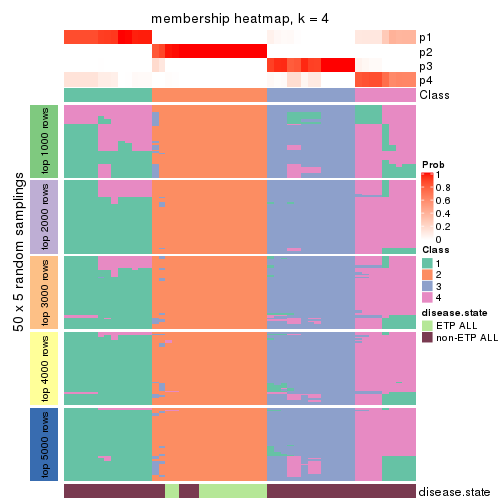 membership heatmap, k = 4
p1
p2
p3
p4
Class
50 x 5 random samplings
top 1000 rows
top 2000 rows
top 3000 rows
top 4000 rows
top 5000 rows
Prob
1
0.8
0.6
0.4
0.2
0
Class
1
2
3
4
disease.state
ETP ALL
non-ETP ALL
disease.state